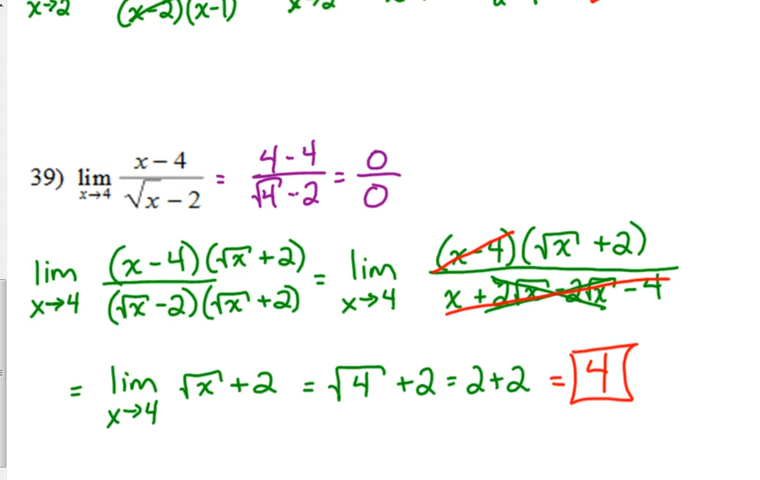 x→2 (x-2)(x-1) x→2
39) lim x→4 (x-4)/(√x-2) = (4-4)/(√4-2) = 0/0
lim x→4 ((x-4)(√x+2))/((√x-2)(√x+2)) = lim x→4 ((x-4)(√x+2))/(x+2√x-2√x-4)
= lim x→4 √x+2 = √4+2 = 2+2 = 4